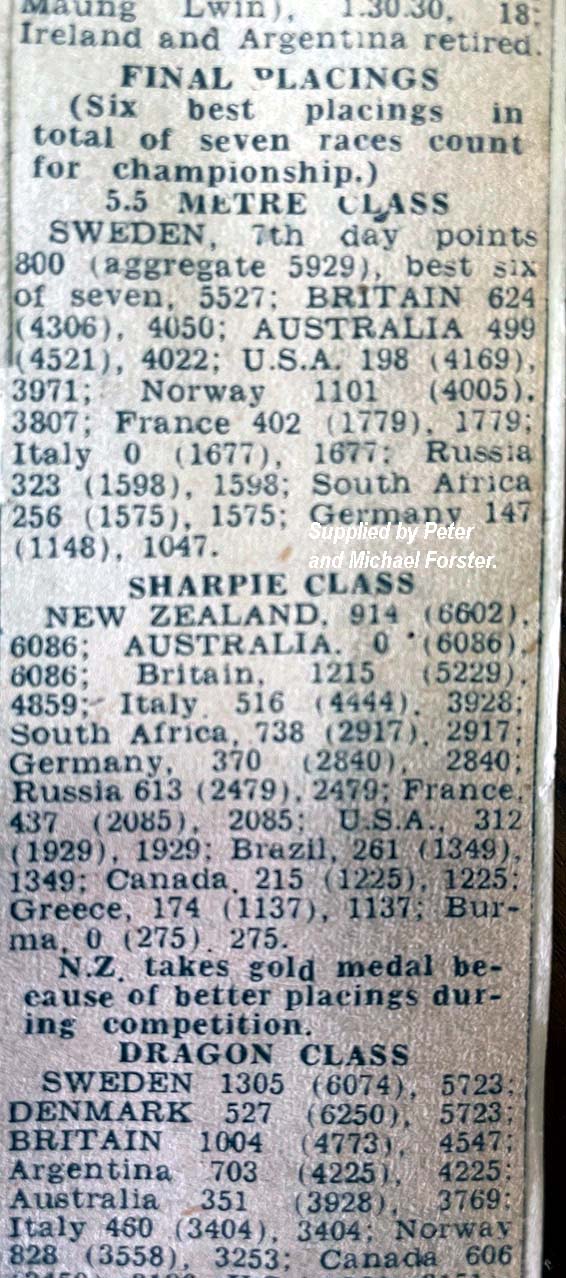 Maung Lwin), 1.30.30, 18;
Ireland and Argentina retired.
FINAL PLACINGS
(Six best placings in
total of seven races count
for championship.)
5.5 METRE CLASS
SWEDEN, 7th day points
800 (aggregate 5929), best six
of seven, 5527; BRITAIN 624
(4306), 4050; AUSTRALIA 499
(4521), 4022; U.S.A. 198 (4169),
3971; Norway 1101 (4005),
3807; France 402 (1779), 1779;
Italy 0 (1677), 1677; Russia
323 (1598), 1598; South Africa
256 (1575), 1575; Germany 147
(1148), 1047.
Supplied by Peter
and Michael Forster.
SHARPIE CLASS
NEW ZEALAND, 914 (6602),
6086; AUSTRALIA, 0 (6086),
6086; Britain, 1215 (5229),
4859; Italy, 516 (4444), 3928;
South Africa, 738 (2917), 2917;
Germany, 370 (2840), 2840;
Russia 613 (2479), 2479; France,
437 (2085), 2085; U.S.A., 312
(1929), 1929; Brazil, 261 (1349),
1349; Canada, 215 (1225), 1225;
Greece, 174 (1137), 1137; Bur-
ma, 0 (275), 275.
N.Z. takes gold medal be-
cause of better placings dur-
ing competition.
DRAGON CLASS
SWEDEN 1305 (6074), 5723;
DENMARK 527 (6250), 5723;
BRITAIN 1004 (4773), 4547;
Argentina 703 (4225), 4225;
Australia 351 (3928), 3769;
Italy 460 (3404), 3404; Norway
828 (3558), 3253; Canada 606